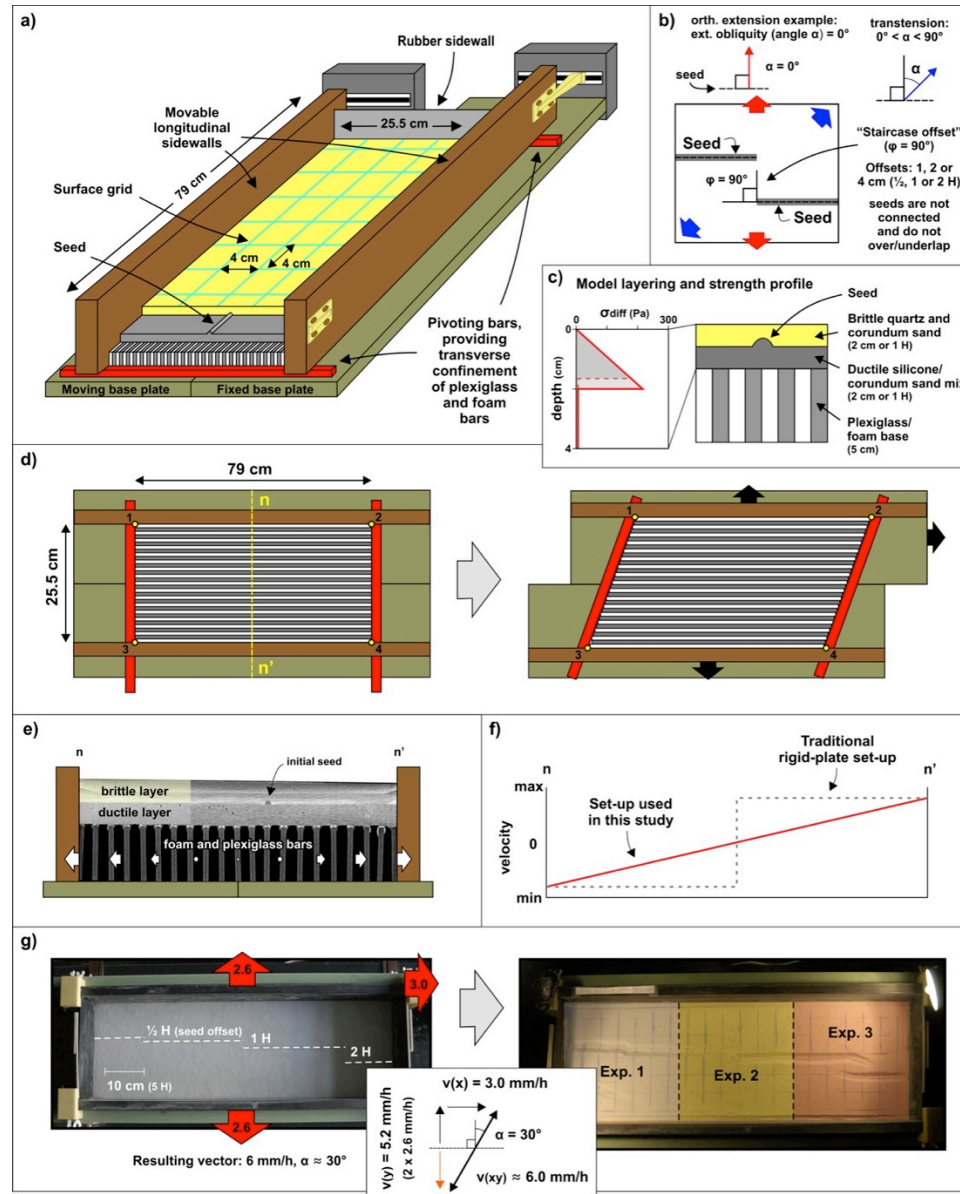 a)
Rubber sidewall
25.5 cm
Movable
longitudinal
sidewalls
79 cm
Surface grid
4 cm
4 cm
Seed
Pivoting bars,
providing
transverse
confinement
of plexiglass
and foam
bars
Moving base plate
Fixed base plate
b)
orth. extension example:
ext. obliquity (angle α) = 0°
transtension:
0° < α < 90°
α = 0°
seed
α
Seed
"Staircase offset"
(φ = 90°)
φ = 90°
Offsets: 1, 2 or
4 cm (½, 1 or 2 H)
Seed
seeds are not
connected
and do not
over/underlap
c)
Model layering and strength profile
σdiff (Pa)
0
300
0
depth (cm)
4
Seed
Brittle quartz and
corundum sand
(2 cm or 1 H)
Ductile silicone/
corundum sand mix
(2 cm or 1 H)
Plexiglass/
foam base
(5 cm)
d)
79 cm
n
1
2
25.5 cm
3
4
n'
1
2
3
4
e)
n
n'
initial seed
brittle layer
ductile layer
foam and plexiglass bars
f)
n
n'
Traditional
rigid-plate set-up
max
Set-up used
in this study
velocity
0
min
g)
2.6
3.0
½ H (seed offset)
1 H
2 H
10 cm (5 H)
2.6
Resulting vector: 6 mm/h, α ≈ 30°
v(x) = 3.0 mm/h
v(y) = 5.2 mm/h
(2 x 2.6 mm/h)
α = 30°
v(xy) ≈ 6.0 mm/h
Exp. 1
Exp. 2
Exp. 3